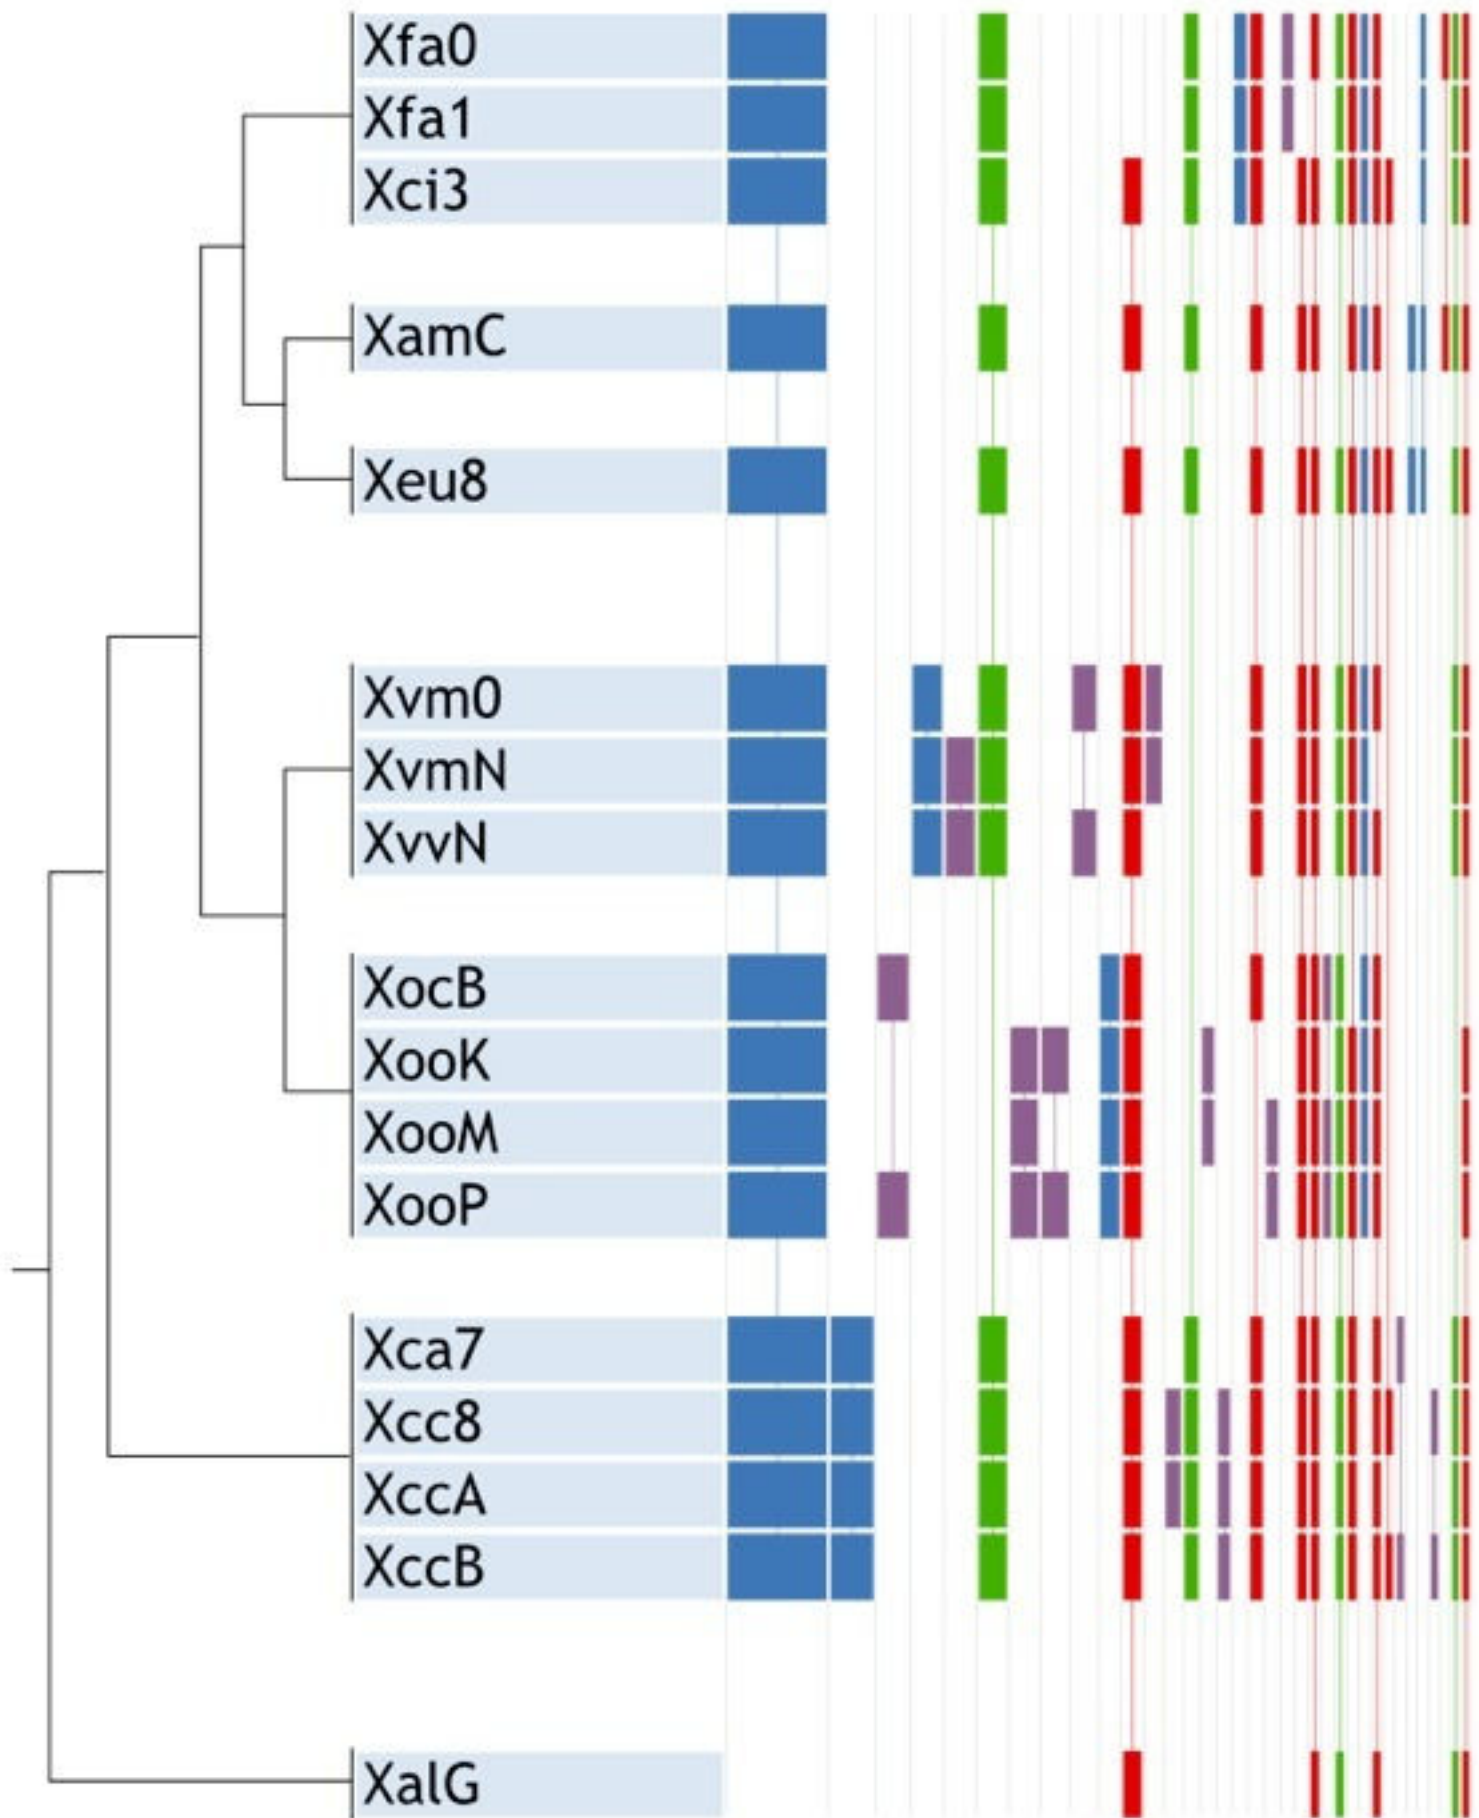 Xfa0
Xfa1
Xci3
XamC
Xeu8
Xvm0
XvmN
XvvN
XocB
XooK
XooM
XooP
Xca7
Xcc8
XccA
XccB
XalG